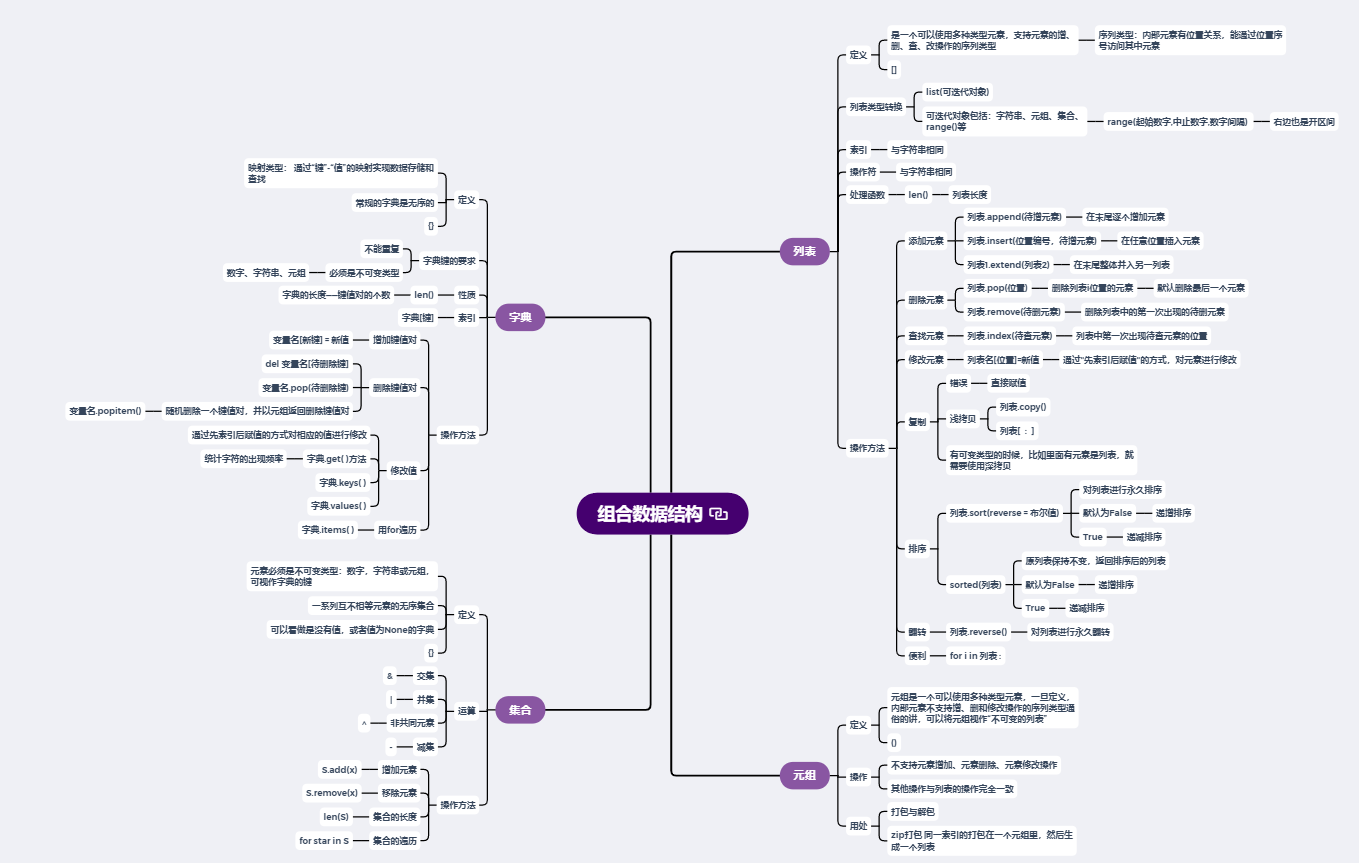 组合数据结构
列表
定义
是一个可以使用多种类型元素，支持元素的增、
删、查、改操作的序列类型
序列类型：内部元素有位置关系，能通过位置序
号访问其中元素
[]
列表类型转换
list(可迭代对象)
可迭代对象包括：字符串、元组、集合、
range()等
range(起始数字,中止数字,数字间隔)
右边也是开区间
索引
与字符串相同
操作符
与字符串相同
处理函数
len()
列表长度
操作方法
添加元素
列表.append(待增元素)
在末尾逐个增加元素
列表.insert(位置编号，待增元素)
在任意位置插入元素
列表1.extend(列表2)
在末尾整体并入另一列表
删除元素
列表.pop(位置)
删除列表i位置的元素
默认删除最后一个元素
列表.remove(待删元素)
删除列表中的第一次出现的待删元素
查找元素
列表.index(待查元素)
列表中第一次出现待查元素的位置
修改元素
列表名[位置]=新值
通过"先索引后赋值"的方式，对元素进行修改
复制
错误
直接赋值
浅拷贝
列表.copy()
列表[ : ]
有可变类型的时候，比如里面有元素是列表，就
需要使用深拷贝
排序
列表.sort(reverse = 布尔值)
对列表进行永久排序
默认为False
递增排序
True
递减排序
sorted(列表)
原列表保持不变，返回排序后的列表
默认为False
递增排序
True
递减排序
翻转
列表.reverse()
对列表进行永久翻转
便利
for i in 列表 :
元组
定义
元组是一个可以使用多种类型元素，一旦定义，
内部元素不支持增、删和修改操作的序列类型通
俗的讲，可以将元组视作"不可变的列表"
()
操作
不支持元素增加、元素删除、元素修改操作
其他操作与列表的操作完全一致
用处
打包与解包
zip打包 同一索引的打包在一个元组里，然后生
成一个列表
字典
定义
映射类型： 通过"键"-"值"的映射实现数据存储和
查找
常规的字典是无序的
{}
字典键的要求
不能重复
必须是不可变类型
数字、字符串、元组
性质
len()
字典的长度——键值对的个数
索引
字典[键]
操作方法
增加键值对
变量名[新键] = 新值
删除键值对
del 变量名[待删除键]
变量名.pop(待删除键)
随机删除一个键值对，并以元组返回删除键值对
变量名.popitem()
修改值
通过先索引后赋值的方式对相应的值进行修改
字典.get( )方法
统计字符的出现频率
字典.keys( )
字典.values( )
用for遍历
字典.items( )
集合
定义
元素必须是不可变类型：数字，字符串或元组，
可视作字典的键
一系列互不相等元素的无序集合
可以看做是没有值，或者值为None的字典
{}
运算
交集
&
并集
|
非共同元素
^
减集
-
操作方法
增加元素
S.add(x)
移除元素
S.remove(x)
集合的长度
len(S)
集合的遍历
for star in S